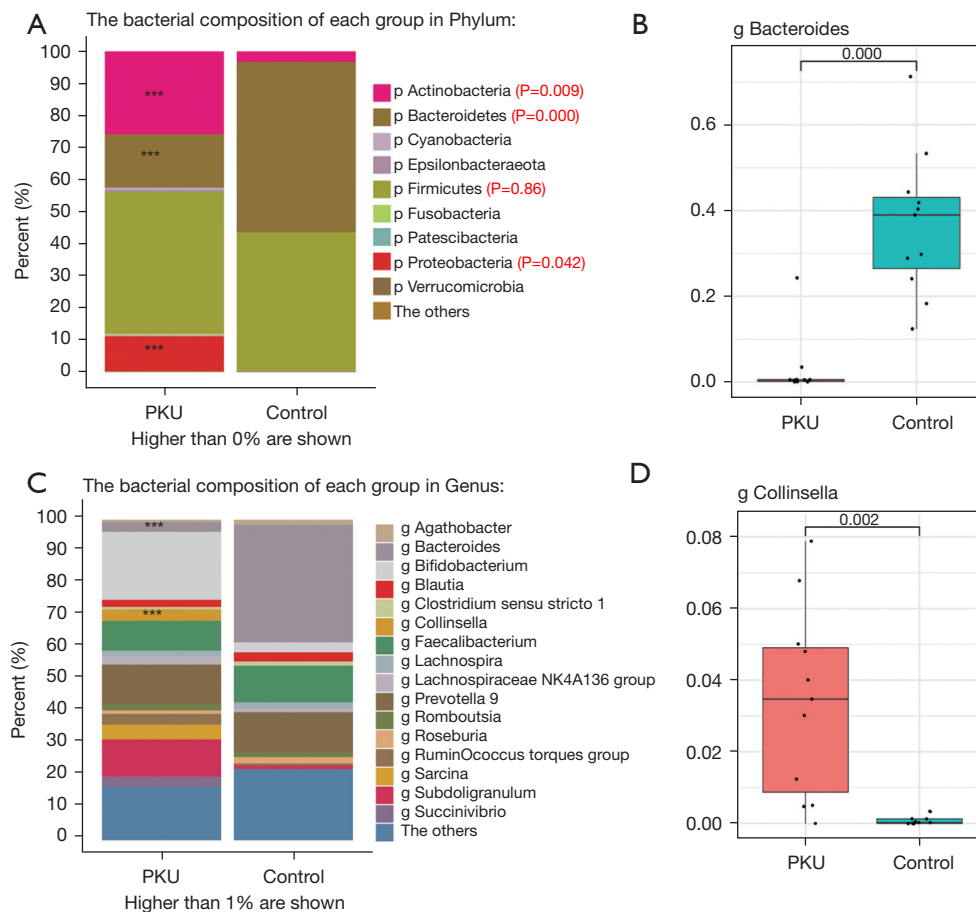 A
The bacterial composition of each group in Phylum:
Percent (%)
100
90
80
70
60
50
40
30
20
10
0
***
***
***
PKU
Control
Higher than 0% are shown
p Actinobacteria (P=0.009)
p Bacteroidetes (P=0.000)
p Cyanobacteria
p Epsilonbacteraeota
p Firmicutes (P=0.86)
p Fusobacteria
p Patescibacteria
p Proteobacteria (P=0.042)
p Verrucomicrobia
The others
B
g Bacteroides
0.000
0.6
0.4
0.2
0.0
PKU
Control
C
The bacterial composition of each group in Genus:
Percent (%)
100
90
80
70
60
50
40
30
20
10
0
***
***
PKU
Control
Higher than 1% are shown
g Agathobacter
g Bacteroides
g Bifidobacterium
g Blautia
g Clostridium sensu stricto 1
g Collinsella
g Faecalibacterium
g Lachnospira
g Lachnospiraceae NK4A136 group
g Prevotella 9
g Romboutsia
g Roseburia
g RuminOcoccus torques group
g Sarcina
g Subdoligranulum
g Succinivibrio
The others
D
g Collinsella
0.002
0.08
0.06
0.04
0.02
0.00
PKU
Control